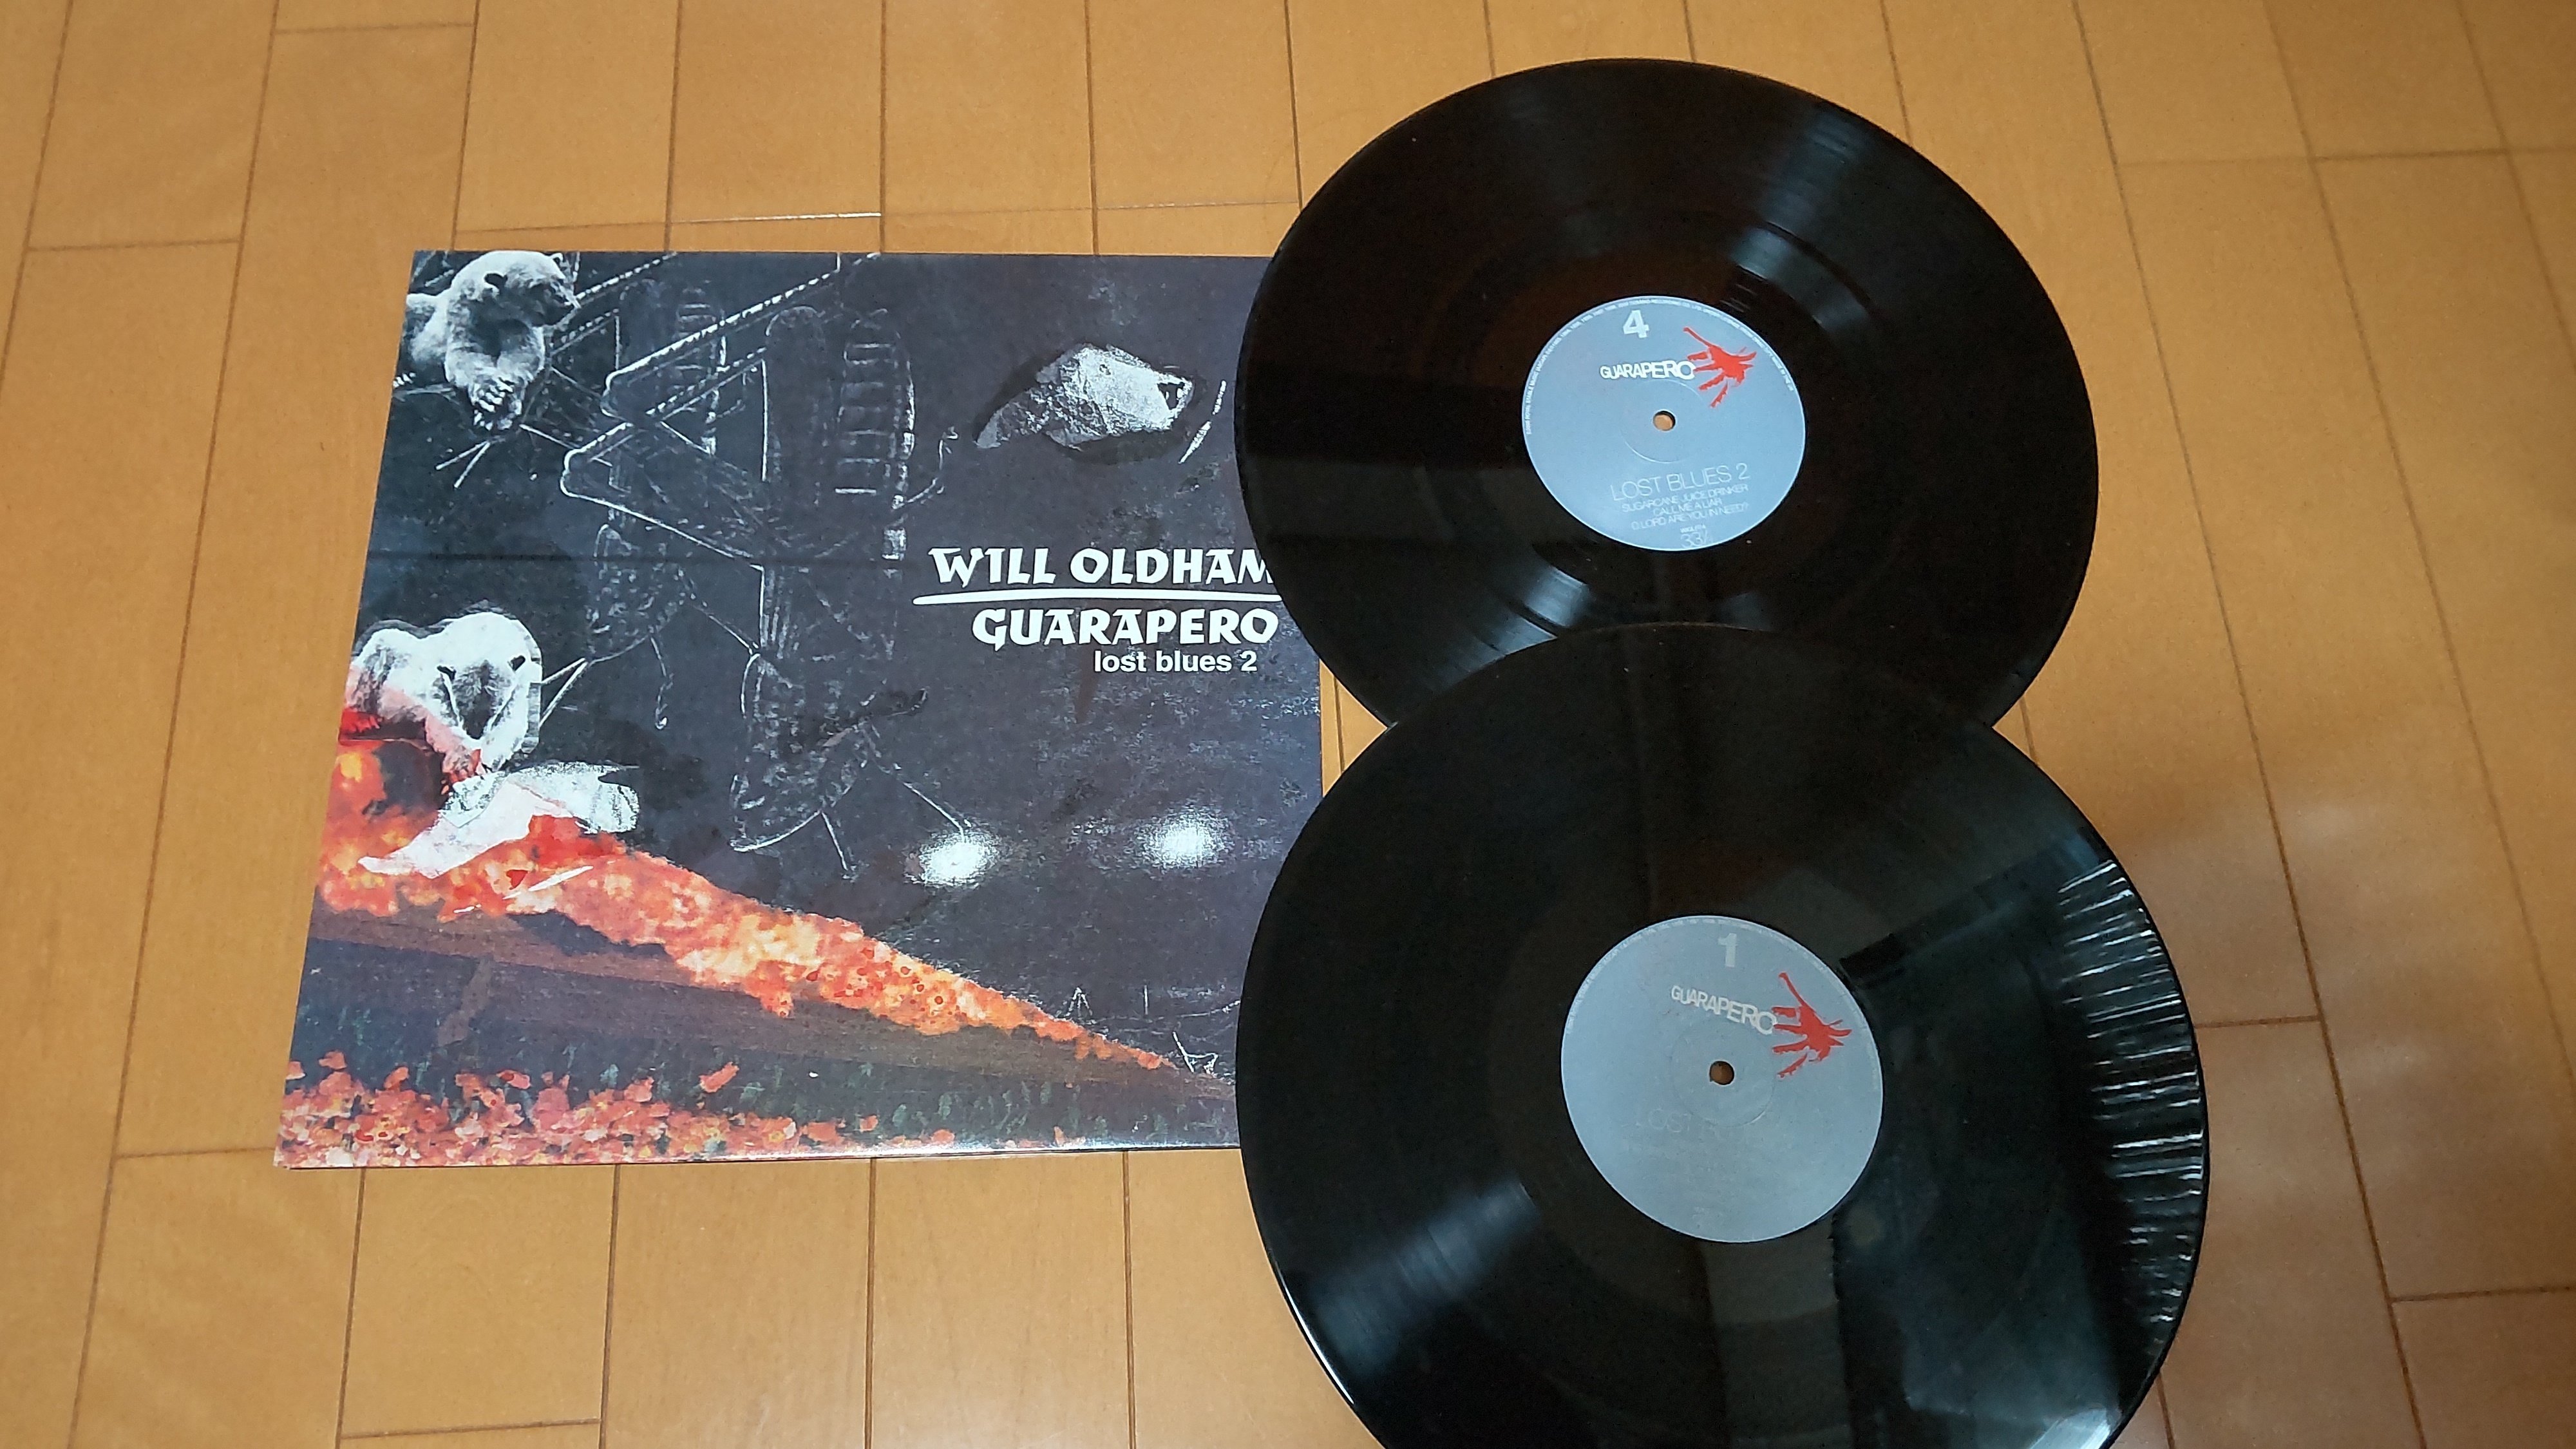 WILL OLDHAM
GUARAPERO
lost blues 2
4
GUARAPERO
LOST BLUES 2
SUGARCANE JUICE DRINKER
CALL ME A LIAR
O LORD ARE YOU IN NEED?
33⅓
1
GUARAPERO
LOST